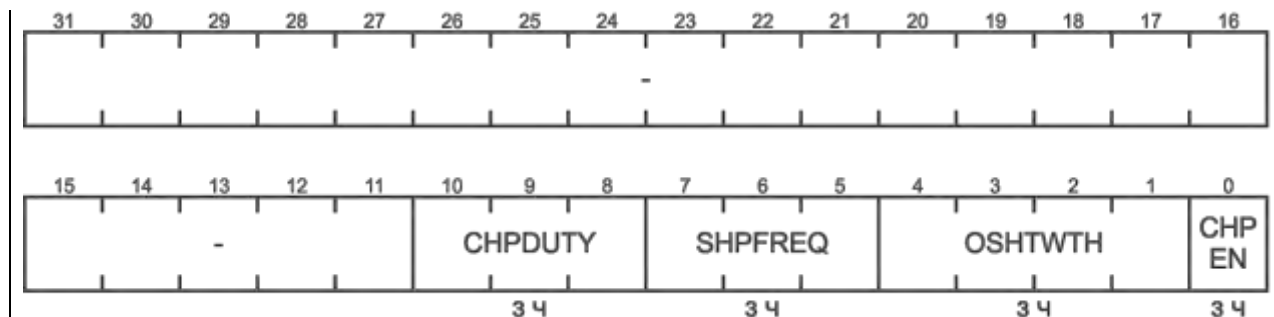 31 30 29 28 27 26 25 24 23 22 21 20 19 18 17 16
-
15 14 13 12 11 10 9 8 7 6 5 4 3 2 1 0
- CHPDUTY SHPFREQ OSHTWTH CHP
EN
З Ч З Ч З Ч З Ч